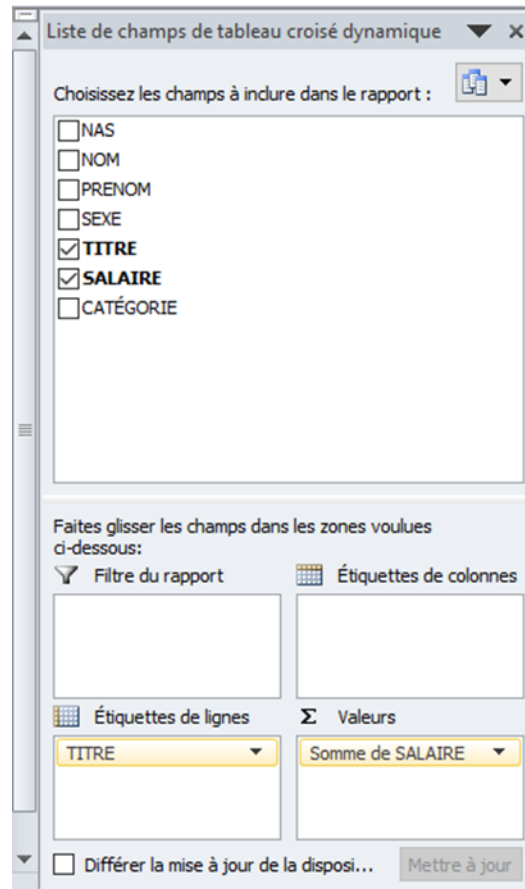 Liste de champs de tableau croisé dynamique
Choisissez les champs à inclure dans le rapport :
NAS
NOM
PRENOM
SEXE
TITRE
SALAIRE
CATÉGORIE
Faites glisser les champs dans les zones voulues
ci-dessous:
Filtre du rapport
Étiquettes de colonnes
Étiquettes de lignes
Σ Valeurs
TITRE
Somme de SALAIRE
Différer la mise à jour de la disposi...
Mettre à jour